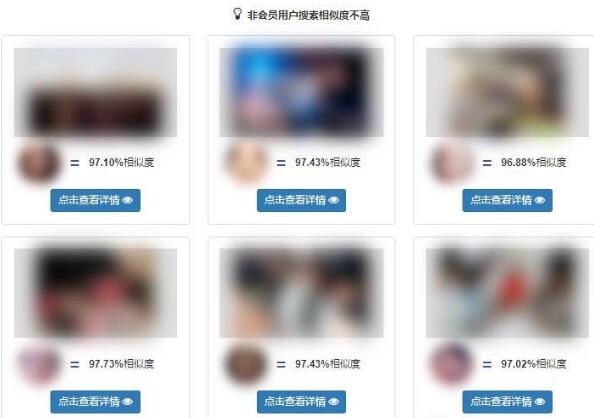 非会员用户搜索相似度不高
= 97.10%相似度
= 97.43%相似度
= 96.88%相似度
点击查看详情
点击查看详情
点击查看详情
= 97.73%相似度
= 97.43%相似度
= 97.02%相似度
点击查看详情
点击查看详情
点击查看详情